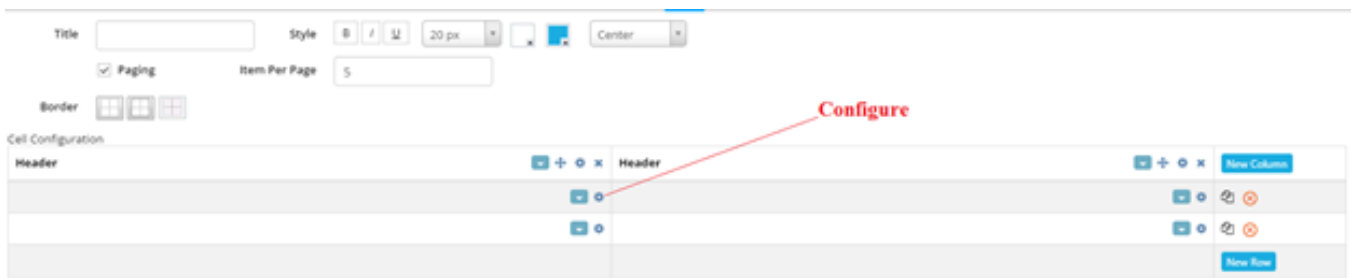 Title Style B I U 20 px Center
Paging Item Per Page 5
Border
Configure
Cell Configuration
Header Header New Column
New Row